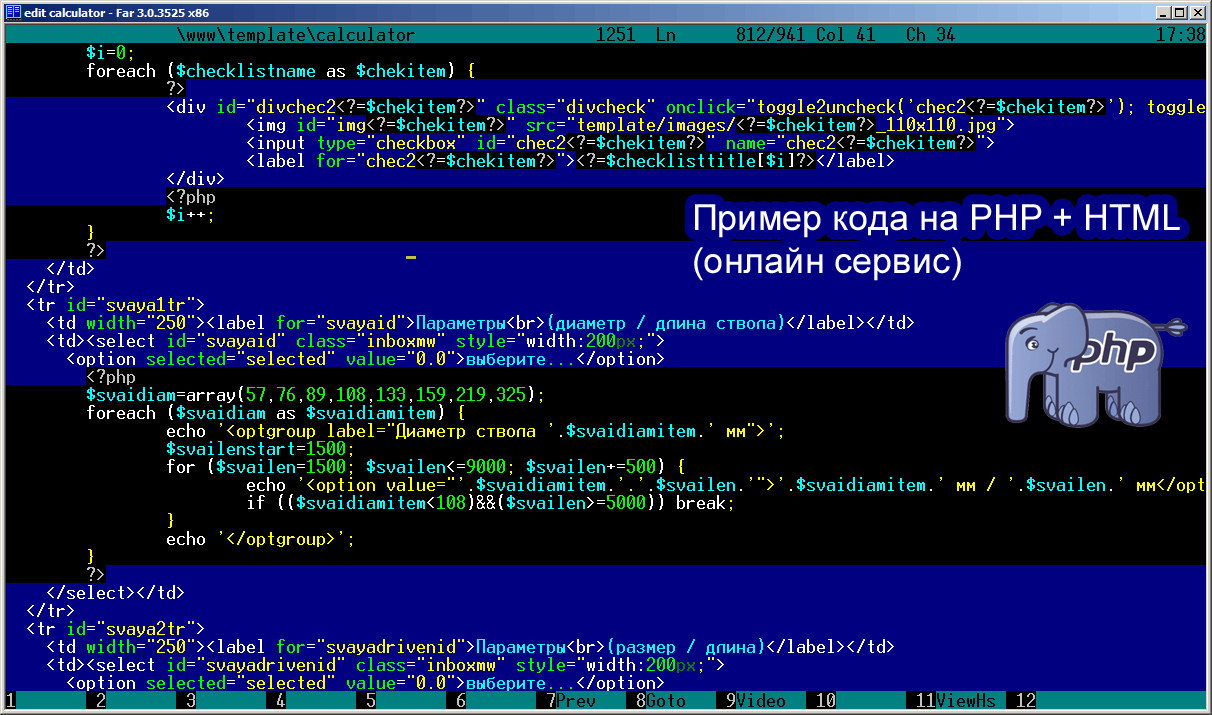 edit calculator - Far 3.0.3525 x86
\www\template\calculator 1251 Ln 812/941 Col 41 Ch 34 17:38
$i=0;
foreach ($checklistname as $chekitem) {
?>
<div id="divchec2<?=$chekitem?>" class="divcheck" onclick="toggle2uncheck('chec2<?=$chekitem?>'); toggle
<img id="img<?=$chekitem?>" src="template/images/<?=$chekitem?>_110x110.jpg">
<input type="checkbox" id="chec2<?=$chekitem?>" name="chec2<?=$chekitem?>">
<label for="chec2<?=$chekitem?>"><?=$checklisttitle[$i]?></label>
</div>
<?php
$i++;
}
?>
</td>
</tr>
Пример кода на PHP + HTML
(онлайн сервис)
<tr id="svaya1tr">
<td width="250"><label for="svayaid">Параметры<br>(диаметр / длина ствола)</label></td>
<td><select id="svayaid" class="inboxmw" style="width:200px;">
<option selected="selected" value="0.0">выберите...</option>
<?php
$svaidiam=array(57,76,89,108,133,159,219,325);
foreach ($svaidiam as $svaidiamitem) {
echo '<optgroup label="Диаметр ствола '.$svaidiamitem.' мм">';
$svailenstart=1500;
for ($svailen=1500; $svailen<=9000; $svailen+=500) {
echo '<option value="'.$svaidiamitem.'.'.$svailen.'">'.$svaidiamitem.' мм / '.$svailen.' мм</opt
if (($svaidiamitem<108)&&($svailen>=5000)) break;
}
echo '</optgroup>';
}
?>
</select></td>
</tr>
php
<tr id="svaya2tr">
<td width="250"><label for="svayadrivenid">Параметры<br>(размер / длина)</label></td>
<td><select id="svayadrivenid" class="inboxmw" style="width:200px;">
<option selected="selected" value="0.0">выберите...</option>
1 2 3 4 5 6 7Prev 8Goto 9Video 10 11ViewHs 12